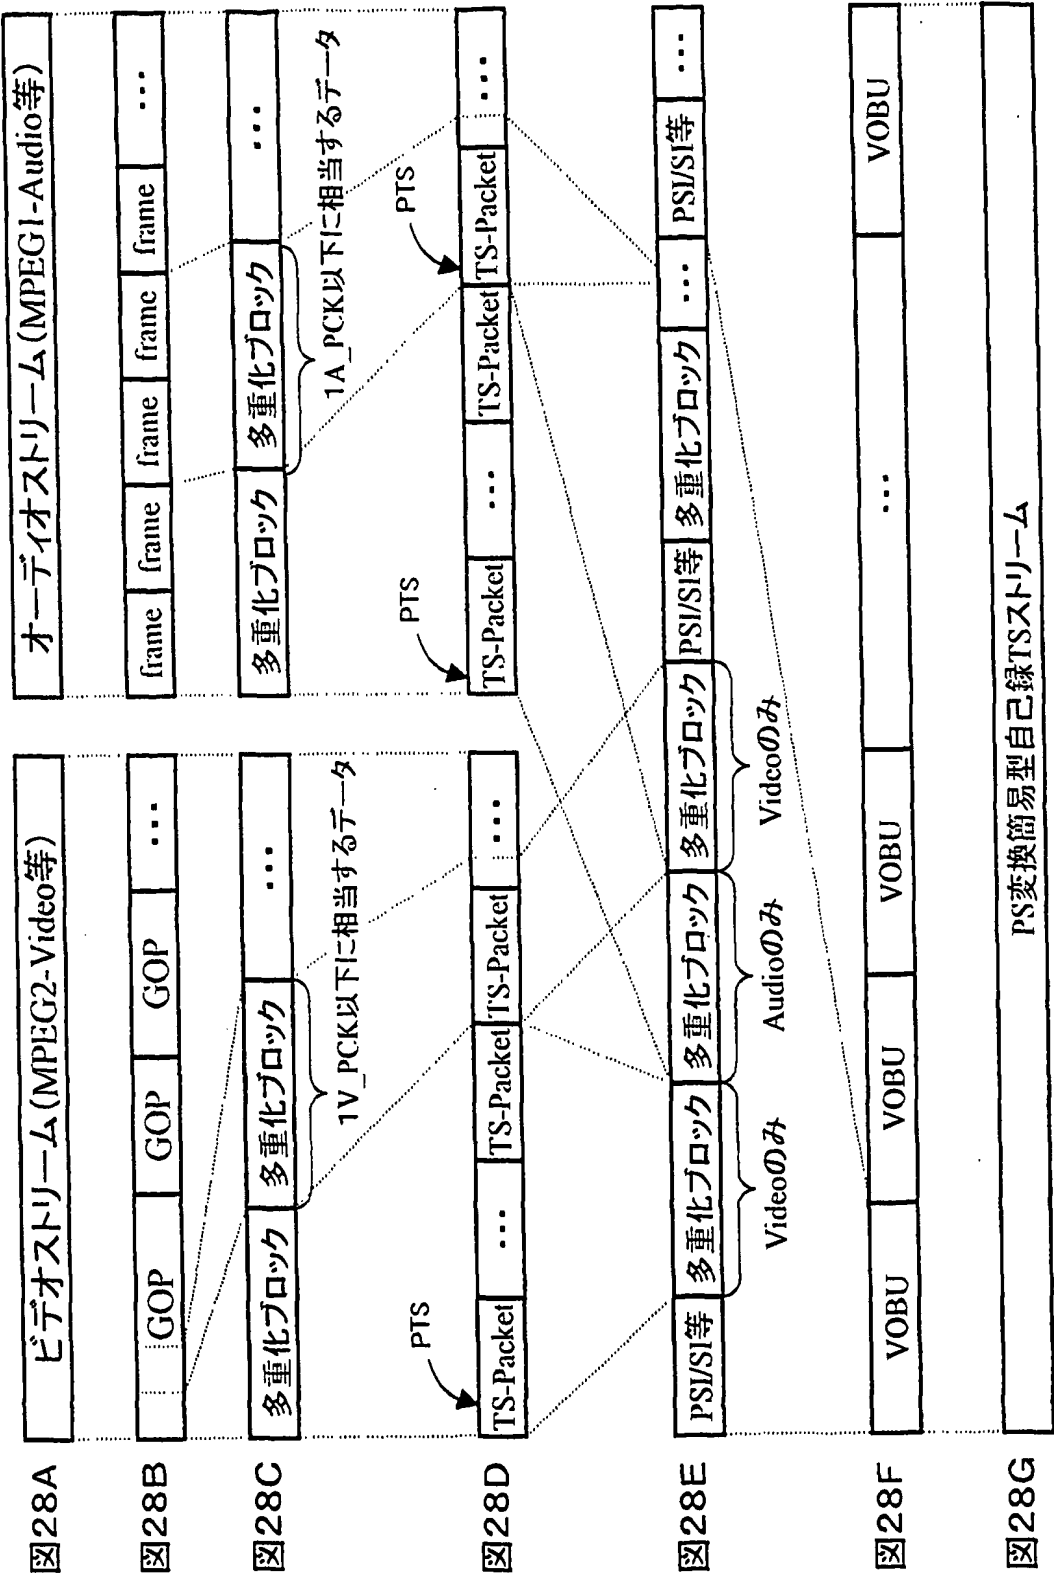 図28A
ビデオストリーム(MPEG2-Video等)
オーディオストリーム(MPEG1-Audio等)
図28B
GOP
GOP
GOP
...
frame
frame
frame
frame
frame
...
図28C
多重化ブロック
多重化ブロック
...
多重化ブロック
多重化ブロック
...
1V_PCK以下に相当するデータ
1A_PCK以下に相当するデータ
PTS
PTS
PTS
図28D
TS-Packet
...
TS-Packet
TS-Packet
...
TS-Packet
...
TS-Packet
TS-Packet
...
図28E
PSI/SI等
多重化ブロック
多重化ブロック
多重化ブロック
PSI/SI等
多重化ブロック
...
PSI/SI等
...
Videoのみ
Audioのみ
Videoのみ
図28F
VOBU
VOBU
VOBU
...
VOBU
図28G
PS変換簡易型自己録TSストリーム